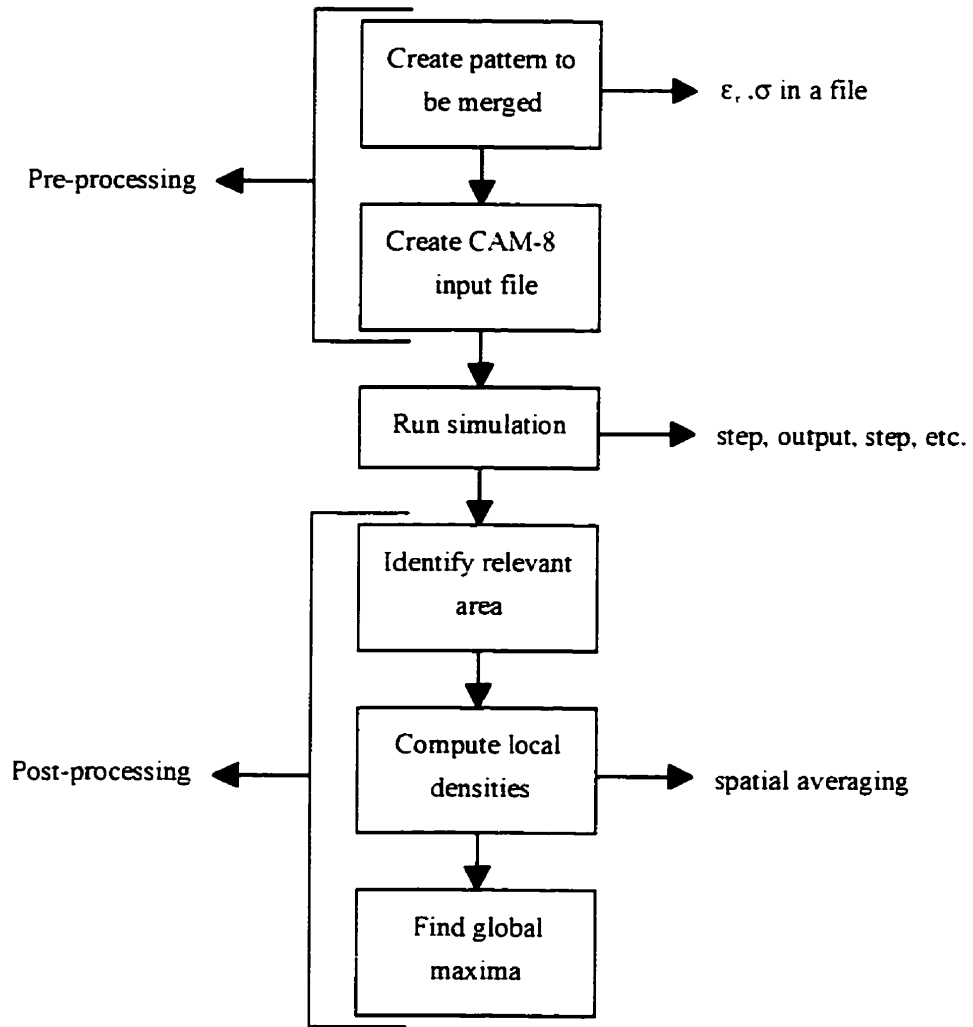 Create pattern to
be merged
εᵣ .σ in a file
Pre-processing
Create CAM-8
input file
Run simulation
step, output, step, etc.
Identify relevant
area
Compute local
densities
Post-processing
spatial averaging
Find global
maxima